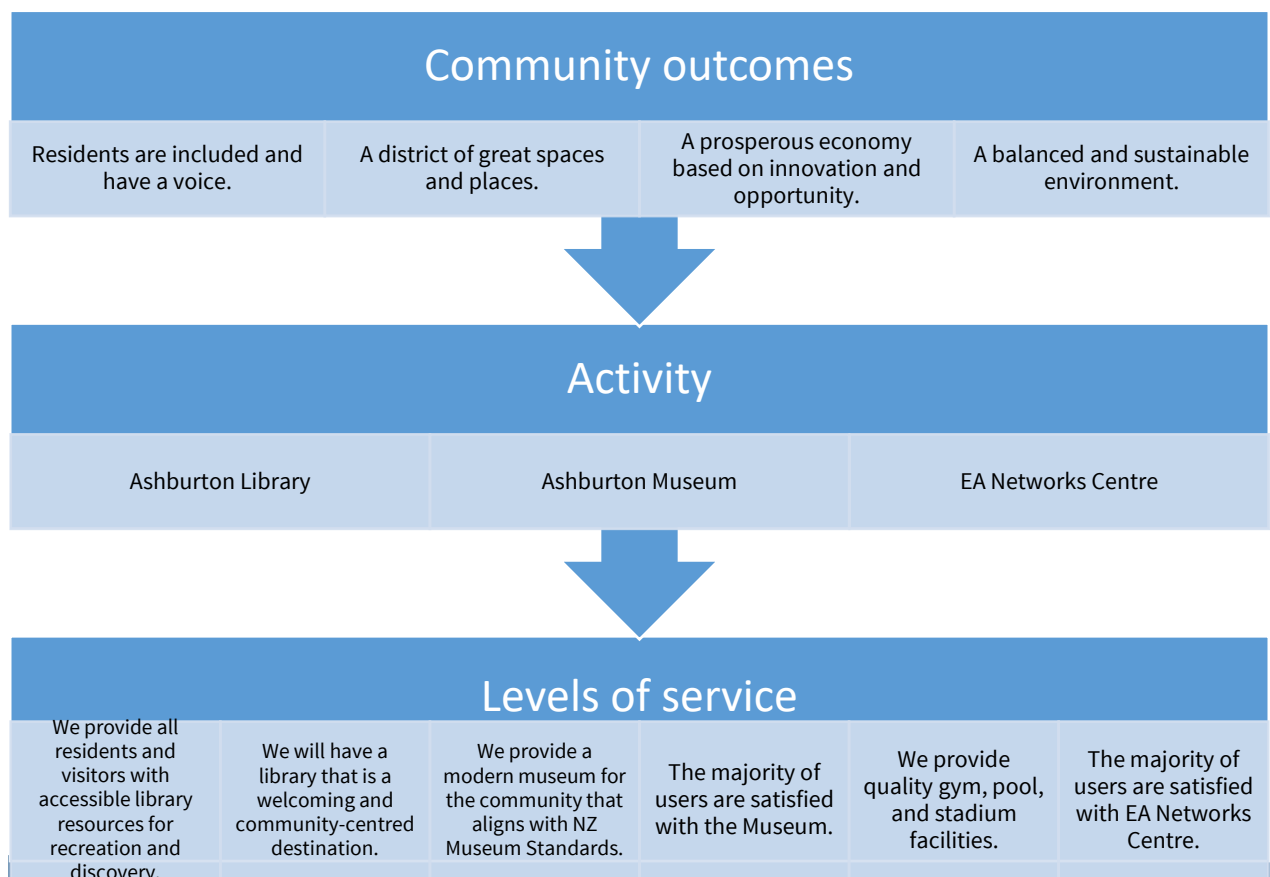 Community outcomes
Residents are included and
have a voice.
A district of great spaces
and places.
A prosperous economy
based on innovation and
opportunity.
A balanced and sustainable
environment.
Activity
Ashburton Library
Ashburton Museum
EA Networks Centre
Levels of service
We provide all
residents and
visitors with
accessible library
resources for
recreation and
discovery.
We will have a
library that is a
welcoming and
community-centred
destination.
We provide a
modern museum for
the community that
aligns with NZ
Museum Standards.
The majority of
users are satisfied
with the Museum.
We provide
quality gym, pool,
and stadium
facilities.
The majority of
users are satisfied
with EA Networks
Centre.